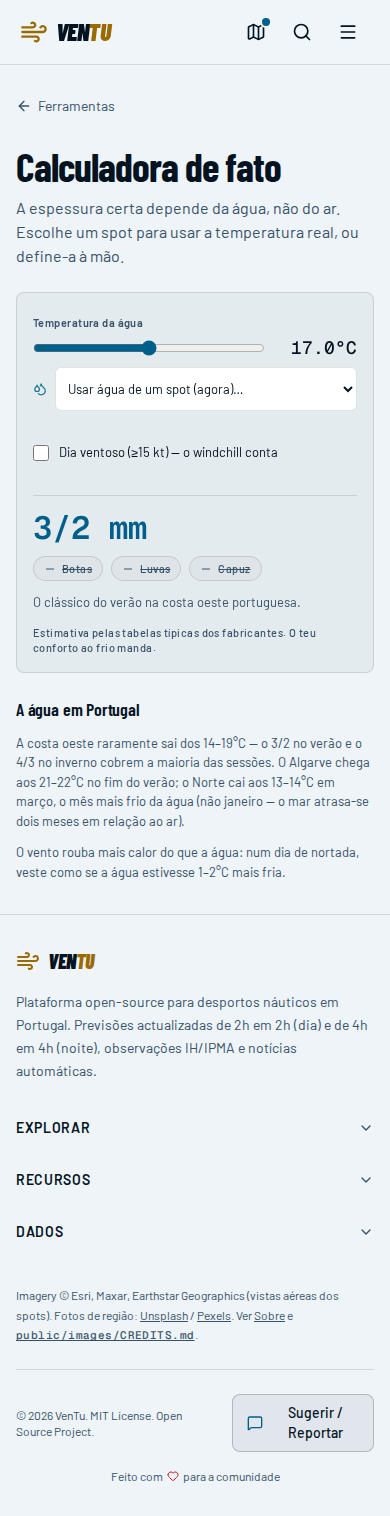 VENTU
Ferramentas
Calculadora de fato
A espessura certa depende da água, não do ar.
Escolhe um spot para usar a temperatura real, ou
define-a à mão.
Temperatura da água
17.0°C
Usar água de um spot (agora)…
Dia ventoso (≥15 kt) — o windchill conta
3/2 mm
— Botas — Luvas — Capuz
O clássico do verão na costa oeste portuguesa.
Estimativa pelas tabelas típicas dos fabricantes. O teu
conforto ao frio manda.
A água em Portugal
A costa oeste raramente sai dos 14–19°C — o 3/2 no verão e o
4/3 no inverno cobrem a maioria das sessões. O Algarve chega
aos 21–22°C no fim do verão; o Norte cai aos 13–14°C em
março, o mês mais frio da água (não janeiro — o mar atrasa-se
dois meses em relação ao ar).
O vento rouba mais calor do que a água: num dia de nortada,
veste como se a água estivesse 1–2°C mais fria.
VENTU
Plataforma open-source para desportos náuticos em
Portugal. Previsões actualizadas de 2h em 2h (dia) e de 4h
em 4h (noite), observações IH/IPMA e notícias
automáticas.
EXPLORAR
RECURSOS
DADOS
Imagery © Esri, Maxar, Earthstar Geographics (vistas aéreas dos
spots). Fotos de região: Unsplash / Pexels. Ver Sobre e
public/images/CREDITS.md.
© 2026 VenTu. MIT License. Open
Source Project.
Sugerir /
Reportar
Feito com ♡ para a comunidade